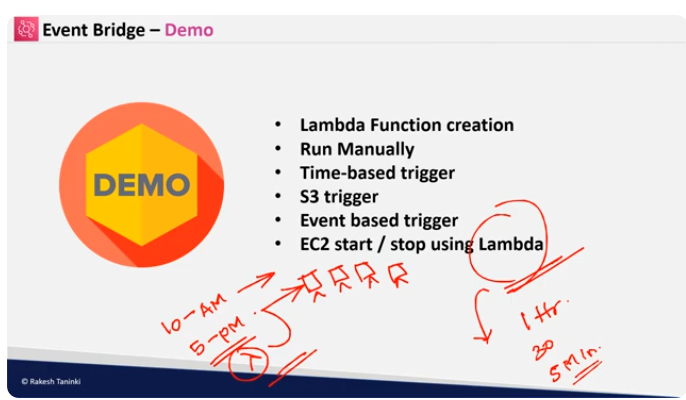 Event Bridge – Demo
DEMO
• Lambda Function creation
• Run Manually
• Time-based trigger
• S3 trigger
• Event based trigger
• EC2 start / stop using Lambda
10-AM
5-PM
T
1 Hr.
30
5 Min.
© Rakesh Taninki